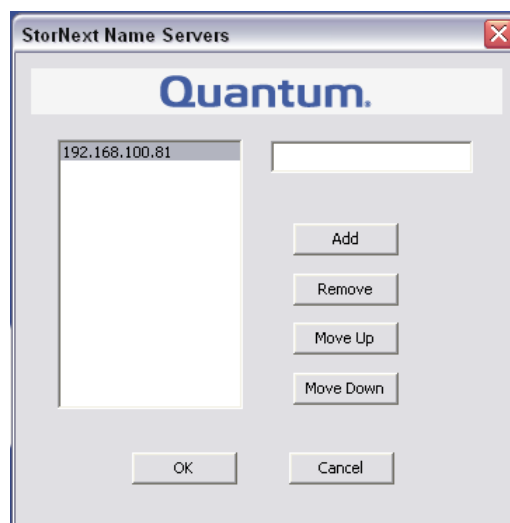 StorNext Name Servers
Quantum.
192.168.100.81
Add
Remove
Move Up
Move Down
OK
Cancel